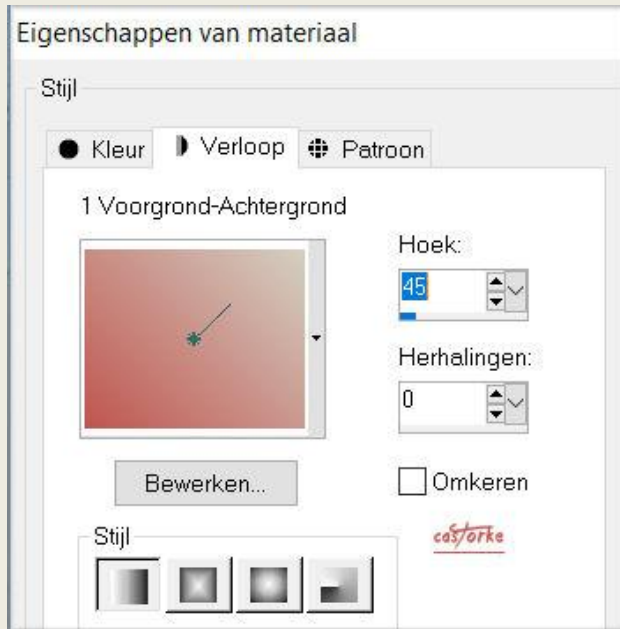 Eigenschappen van materiaal
Stijl
Kleur Verloop Patroon
1 Voorgrond-Achtergrond
Hoek:
45
Herhalingen:
0
Bewerken...
Omkeren
Stijl
castorke